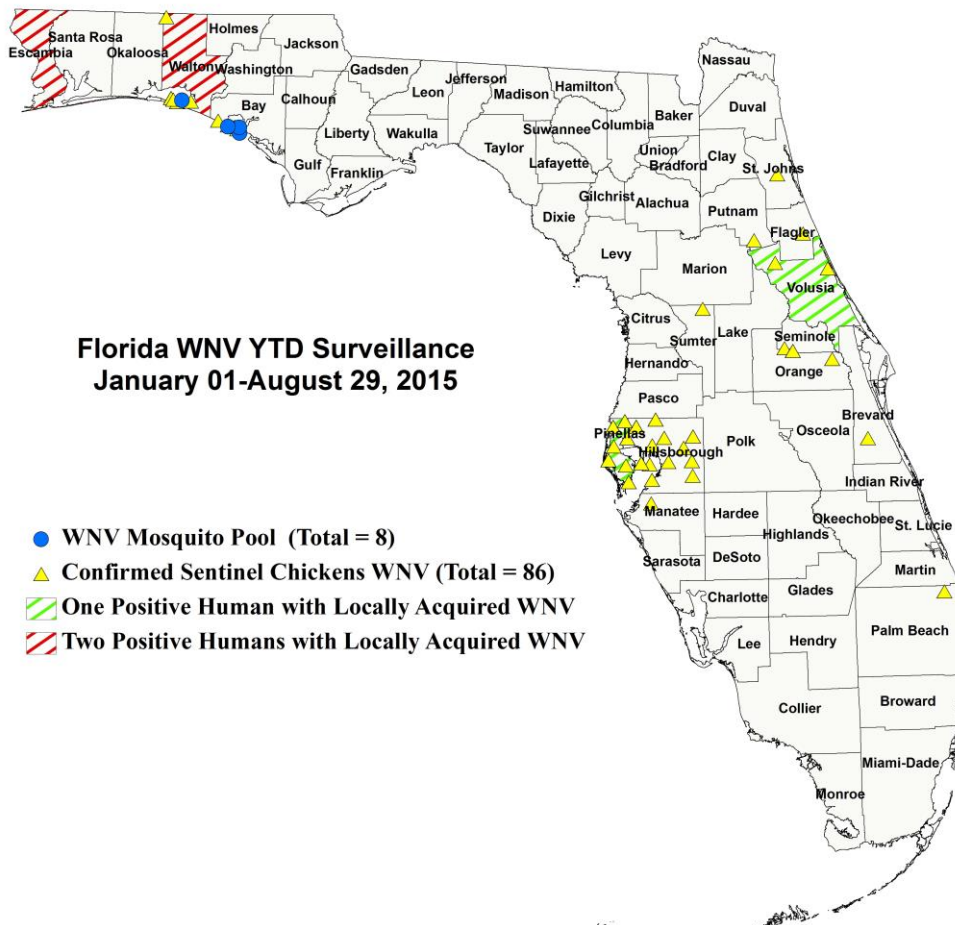 Holmes
Jackson
Santa Rosa
Escambia
Okaloosa
Walton
Washington
Gadsden
Nassau
Jefferson
Hamilton
Leon
Madison
Bay
Calhoun
Duval
Baker
Columbia
Suwannee
Liberty
Wakulla
Taylor
Union
Clay
Lafayette
Bradford
St. Johns
Gulf
Franklin
Gilchrist
Alachua
Putnam
Dixie
Flagler
Levy
Marion
Volusia
Citrus
Lake
Sumter
Seminole
Hernando
Orange
Florida WNV YTD Surveillance
January 01-August 29, 2015
Pasco
Brevard
Osceola
Pinellas
Polk
Hillsborough
Indian River
Manatee
Hardee
Okeechobee
St. Lucie
Highlands
Sarasota
DeSoto
Martin
Charlotte
Glades
Palm Beach
Lee
Hendry
Collier
Broward
Miami-Dade
Monroe
WNV Mosquito Pool (Total = 8)
Confirmed Sentinel Chickens WNV (Total = 86)
One Positive Human with Locally Acquired WNV
Two Positive Humans with Locally Acquired WNV